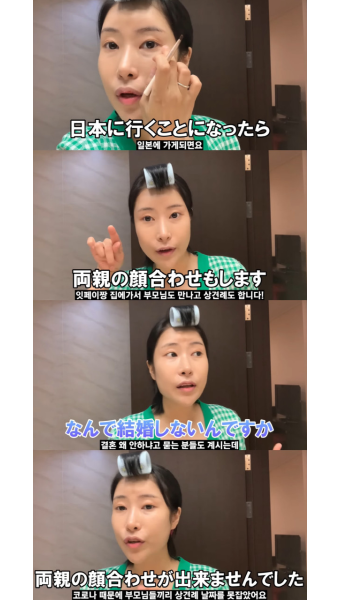 日本に行くことになったら
일본에 가게되면요
両親の顔合わせもします
잇페이짱 집에가서 부모님도 만나고 상견례도 합니다!
なんで結婚しないんですか
결혼 왜 안하냐고 묻는 분들도 계시는데
両親の顔合わせが出来ませんでした
코로나 때문에 부모님들끼리 상견례 날짜를 못잡았어요